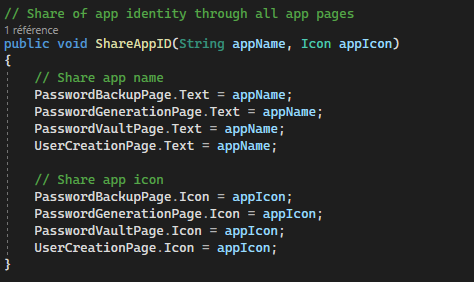 // Share of app identity through all app pages
1 référence
public void ShareAppID(String appName, Icon appIcon)
{
    // Share app name
    PasswordBackupPage.Text = appName;
    PasswordGenerationPage.Text = appName;
    PasswordVaultPage.Text = appName;
    UserCreationPage.Text = appName;

    // Share app icon
    PasswordBackupPage.Icon = appIcon;
    PasswordGenerationPage.Icon = appIcon;
    PasswordVaultPage.Icon = appIcon;
    UserCreationPage.Icon = appIcon;
}